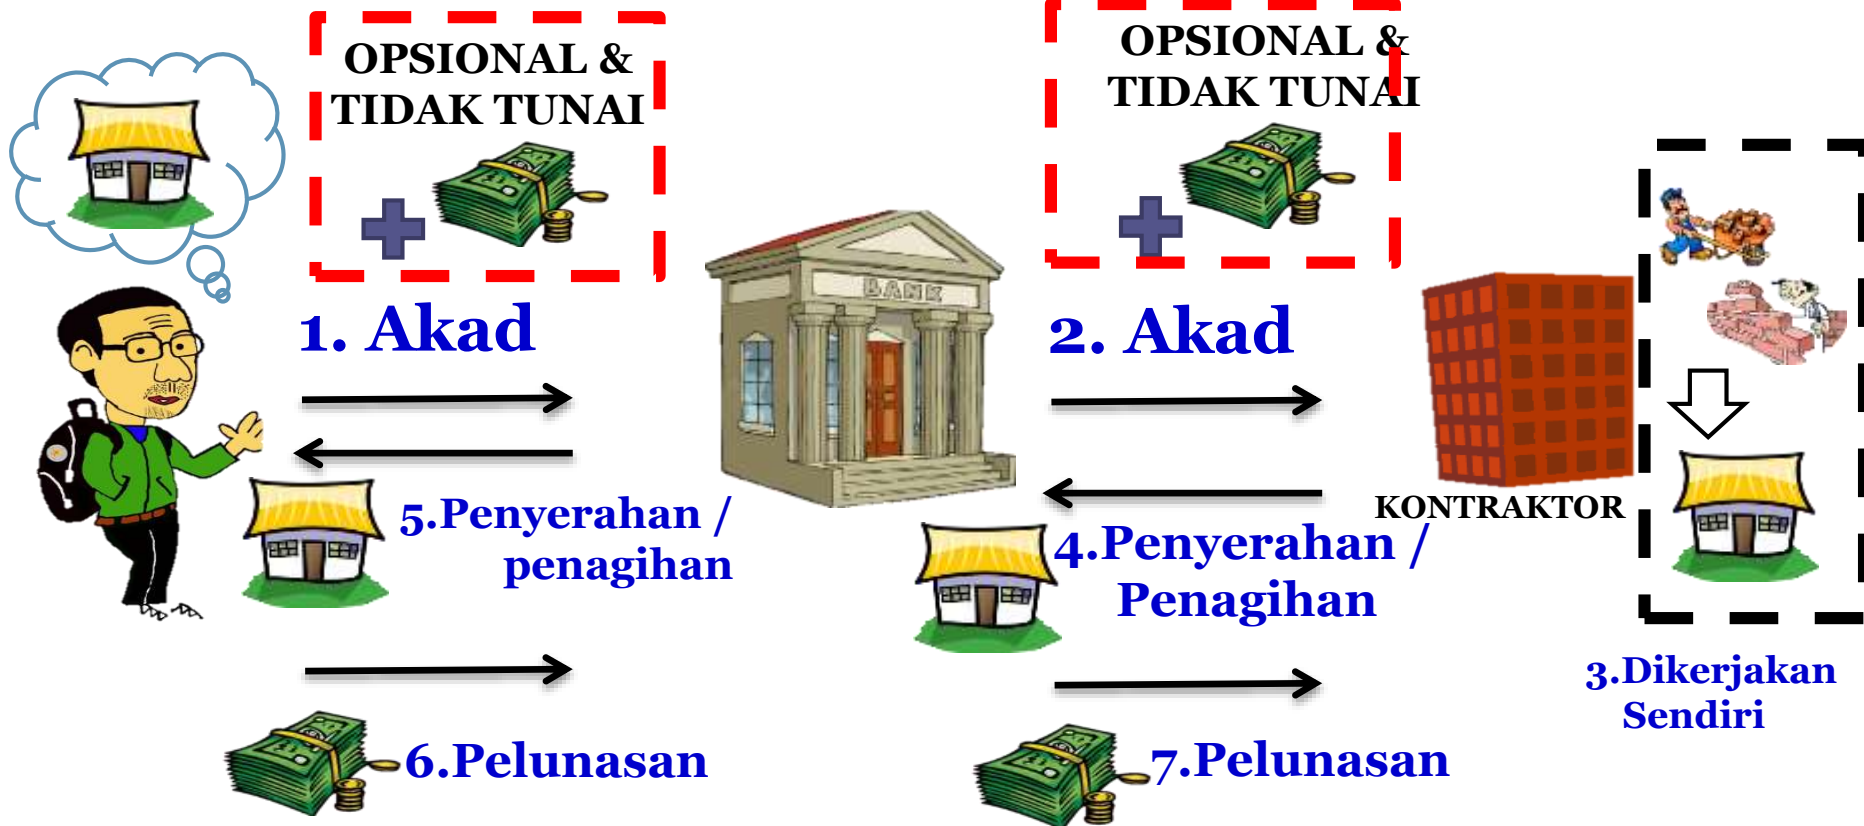 OPSIONAL &
TIDAK TUNAI
OPSIONAL &
TIDAK TUNAI
1. Akad
BANK
2. Akad
KONTRAKTOR
5.Penyerahan /
penagihan
4.Penyerahan /
Penagihan
3.Dikerjakan
Sendiri
6.Pelunasan
7.Pelunasan